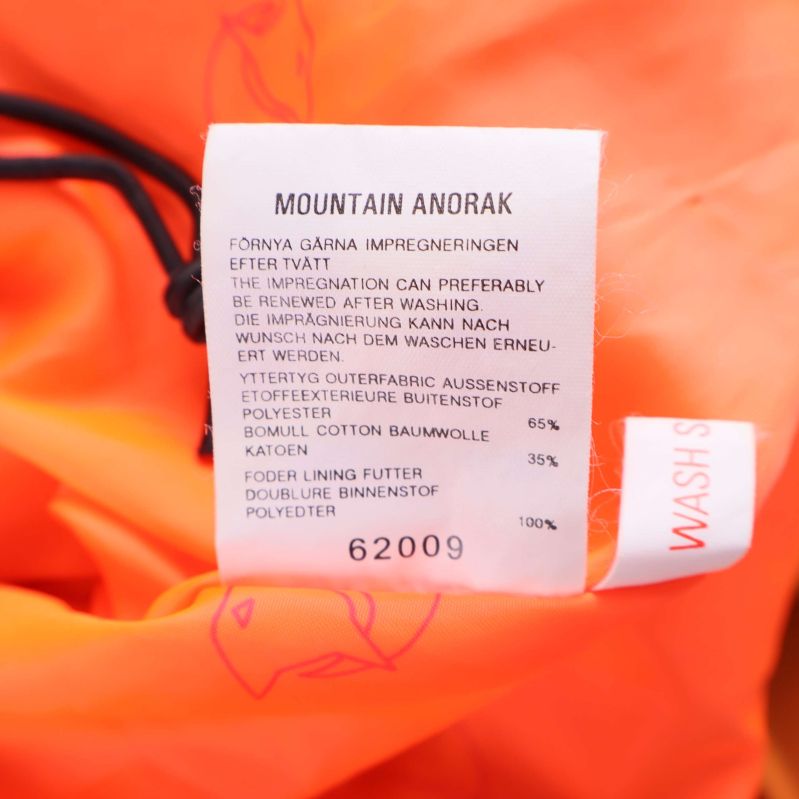 MOUNTAIN ANORAK
FÖRNYA GÄRNA IMPREGNERINGEN
EFTER TVÄTT
THE IMPREGNATION CAN PREFERABLY
BE RENEWED AFTER WASHING.
DIE IMPRÄGNIERUNG KANN NACH
WUNSCH NACH DEM WASCHEN ERNEU-
ERT WERDEN.
YTTERTYG OUTERFABRIC AUSSENSTOFF
ETOFFEEXTERIEURE BUITENSTOF
POLYESTER 65%
BOMULL COTTON BAUMWOLLE
KATOEN 35%
FODER LINING FUTTER
DOUBLURE BINNENSTOF
POLYEDTER 100%
62009
WASH S